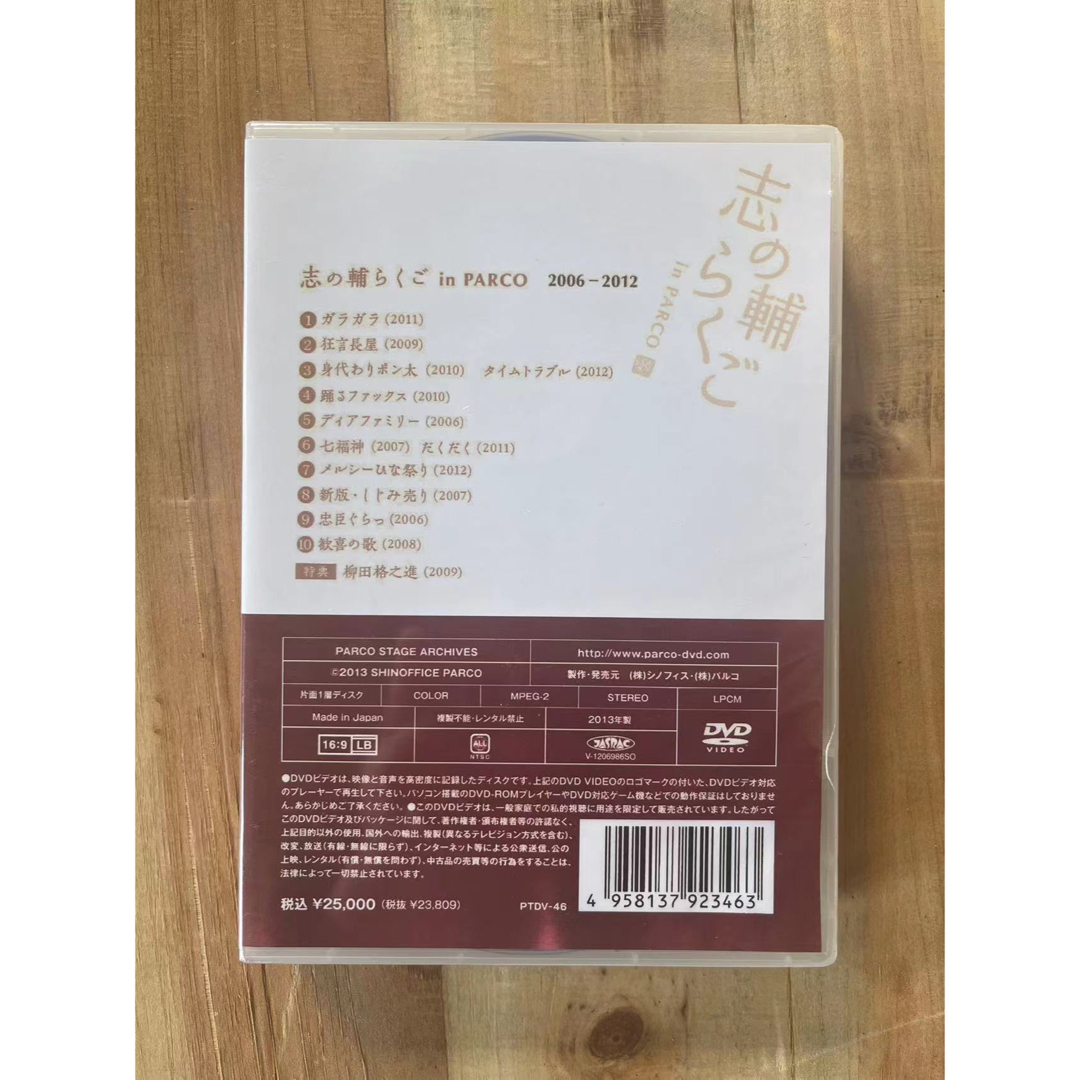 志の輔
らくご
in PARCO
志の輔らくご in PARCO 2006-2012
1 ガラガラ (2011)
2 狂言長屋 (2009)
3 身代わりポン太 (2010) タイムトラブル (2012)
4 踊るファックス (2010)
5 ディアファミリー (2006)
6 七福神 (2007) だくだく (2011)
7 メルシーひな祭り (2012)
8 新版・しじみ売り (2007)
9 忠臣ぐらっ (2006)
10 歓喜の歌 (2008)
特典 柳田格之進 (2009)
PARCO STAGE ARCHIVES http://www.parco-dvd.com
©2013 SHINOFFICE PARCO 製作・発売元 (株)シノフィス・(株)パルコ
片面1層ディスク COLOR MPEG-2 STEREO LPCM
Made in Japan 複製不能・レンタル禁止 2013年製
16:9 LB ALL NTSC JASRAC V-1206986SO DVD VIDEO
●DVDビデオは、映像と音声を高密度に記録したディスクです。上記のDVD VIDEOのロゴマークの付いた、DVDビデオ対応
のプレーヤーで再生して下さい。パソコン搭載のDVD-ROMプレイヤーやDVD対応ゲーム機などでの動作保証はしておりませ
ん。あらかじめご了承ください。●このDVDビデオは、一般家庭での私的視聴に用途を限定して販売されています。したがって
このDVDビデオ及びパッケージに関して、著作権者・頒布権者等の許諾なく、
上記目的以外の使用、国外への輸出、複製(異なるテレビジョン方式を含む)、
改変、放送(有線・無線に限らず)、インターネット等による公衆送信、公の
上映、レンタル(有償・無償を問わず)、中古品の売買等の行為をすることは、
法律によって一切禁止されています。
税込 ¥25,000 (税抜 ¥23,809) PTDV-46
4 958137 923463